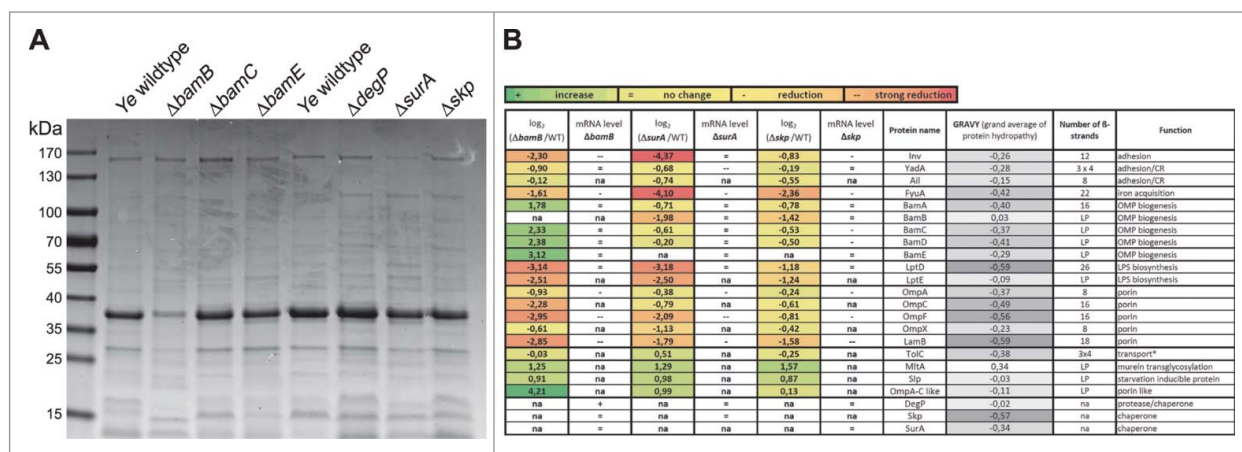 A
Ye wildtype ΔbamB ΔbamC ΔbamE Ye wildtype ΔdegP ΔsurA Δskp
kDa
170
130
100
70
55
40
35
25
15
B
+ increase = no change - reduction -- strong reduction
log2 (ΔbamB /WT) mRNA level ΔbamB log2 (ΔsurA /WT) mRNA level ΔsurA log2 (Δskp /WT) mRNA level Δskp Protein name GRAVY (grand average of protein hydropathy) Number of ß-strands Function
-2,30 -- -4,37 = -0,83 - Inv -0,26 12 adhesion
-0,90 = -0,68 -- -0,19 = YadA -0,28 3 x 4 adhesion/CR
-0,12 na -0,74 na -0,55 na Ail -0,15 8 adhesion/CR
-1,61 - -4,10 - -2,36 - FyuA -0,42 22 iron acquisition
1,78 = -0,71 = -0,78 = BamA -0,40 16 OMP biogenesis
na na -1,98 = -1,42 = BamB 0,03 LP OMP biogenesis
2,33 = -0,61 = -0,53 - BamC -0,37 LP OMP biogenesis
2,38 = -0,20 = -0,50 - BamD -0,41 LP OMP biogenesis
3,12 = na na na = BamE -0,29 LP OMP biogenesis
-3,14 = -3,18 = -1,18 = LptD -0,59 26 LPS biosynthesis
-2,51 na -2,50 na -1,24 na LptE -0,09 LP LPS biosynthesis
-0,93 - -0,38 - -0,24 - OmpA -0,37 8 porin
-2,28 na -0,79 na -0,61 na OmpC -0,49 16 porin
-2,95 -- -2,09 -- -0,81 - OmpF -0,56 16 porin
-0,61 na -1,13 na -0,42 na OmpX -0,23 8 porin
-2,85 -- -1,79 - -1,58 -- LamB -0,59 18 porin
-0,03 na 0,51 na -0,25 na TolC -0,38 3x4 transport*
1,25 na 1,29 na 1,57 na MltA 0,34 LP murein transglycosylation
0,91 na 0,98 na 0,87 na Slp -0,03 LP starvation inducible protein
4,21 na 0,99 na 0,13 na OmpA-C like -0,11 LP porin like
na + na = na = DegP -0,02 na protease/chaperone
na = na = na na Skp -0,57 na chaperone
na = na na na = SurA -0,34 na chaperone